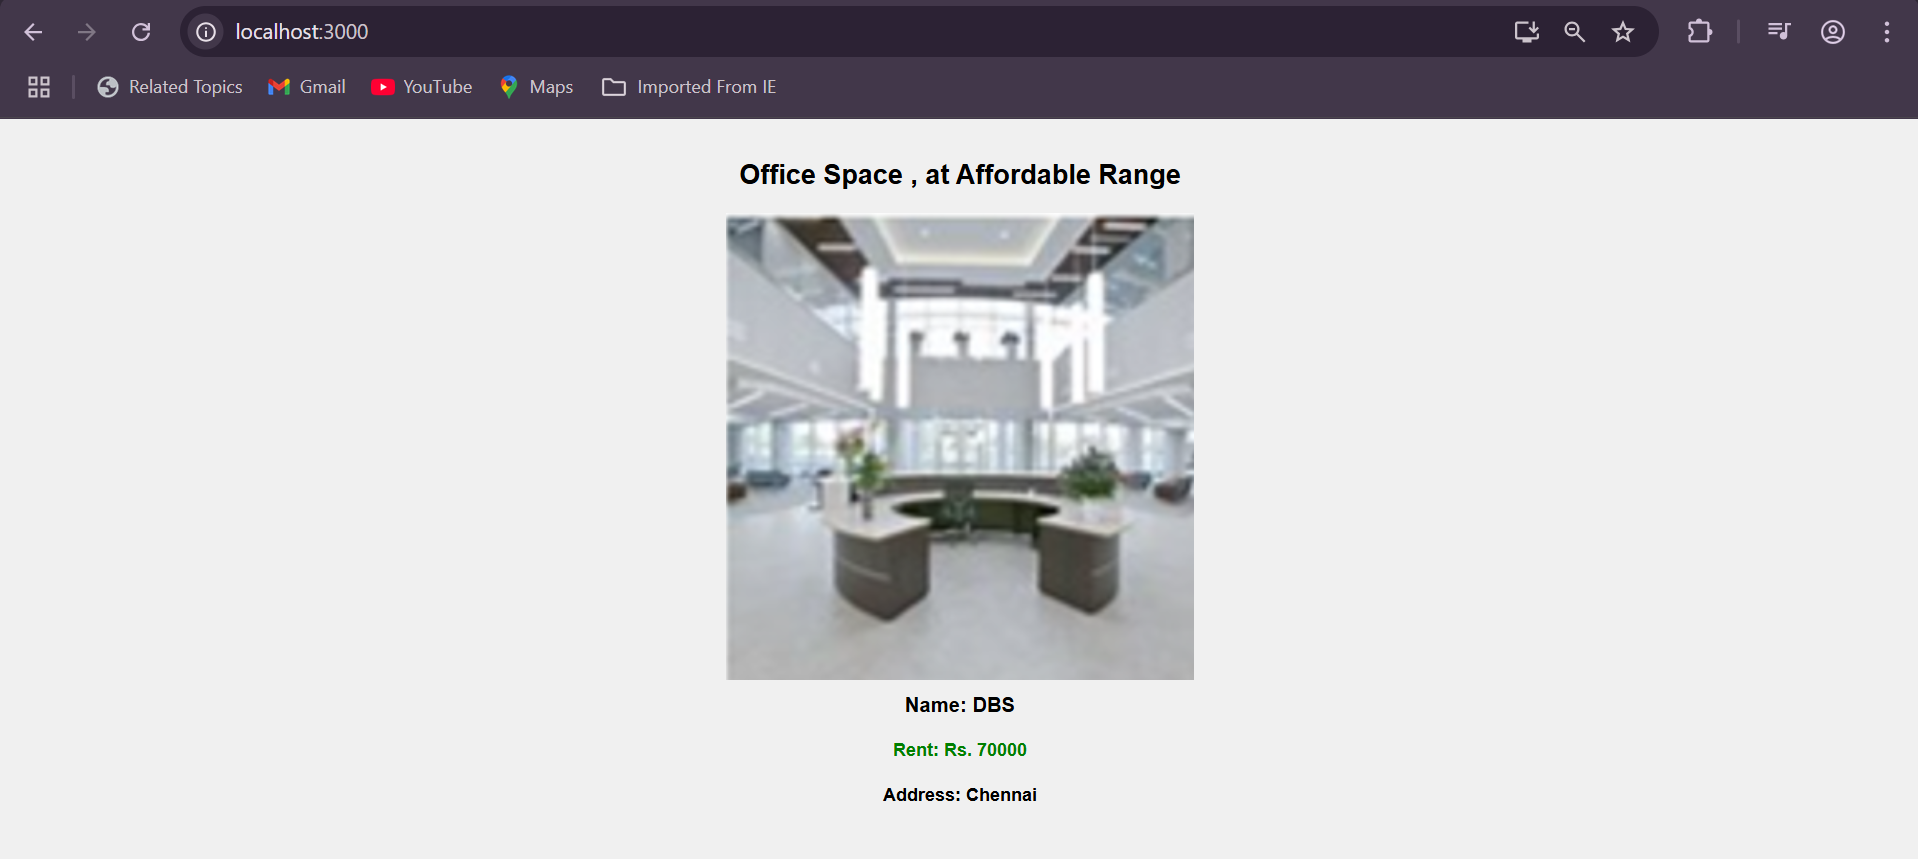 localhost:3000
Related Topics Gmail YouTube Maps Imported From IE
Office Space , at Affordable Range
Name: DBS
Rent: Rs. 70000
Address: Chennai